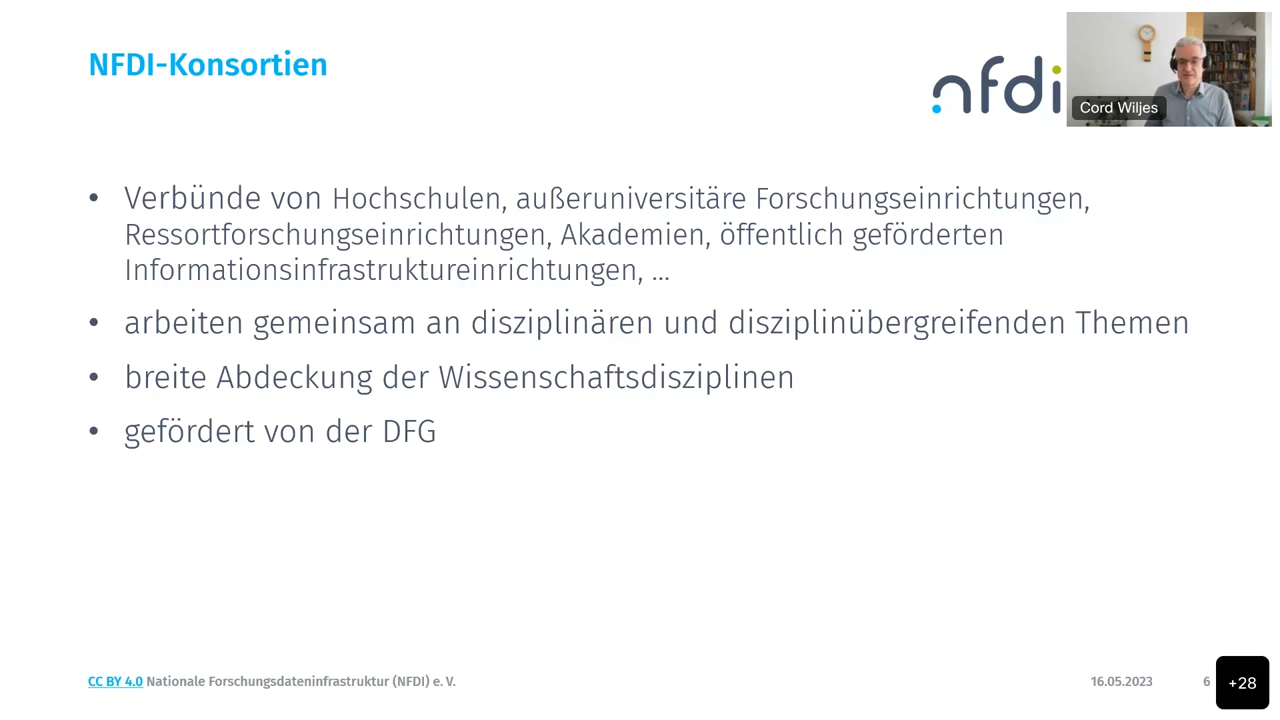 NFDI-Konsortien
nfdi
Cord Wiljes
• Verbünde von Hochschulen, außeruniversitäre Forschungseinrichtungen,
Ressortforschungseinrichtungen, Akademien, öffentlich geförderten
Informationsinfrastruktureinrichtungen, ...
• arbeiten gemeinsam an disziplinären und disziplinübergreifenden Themen
• breite Abdeckung der Wissenschaftsdisziplinen
• gefördert von der DFG
CC BY 4.0 Nationale Forschungsdateninfrastruktur (NFDI) e. V.
16.05.2023
6
+28